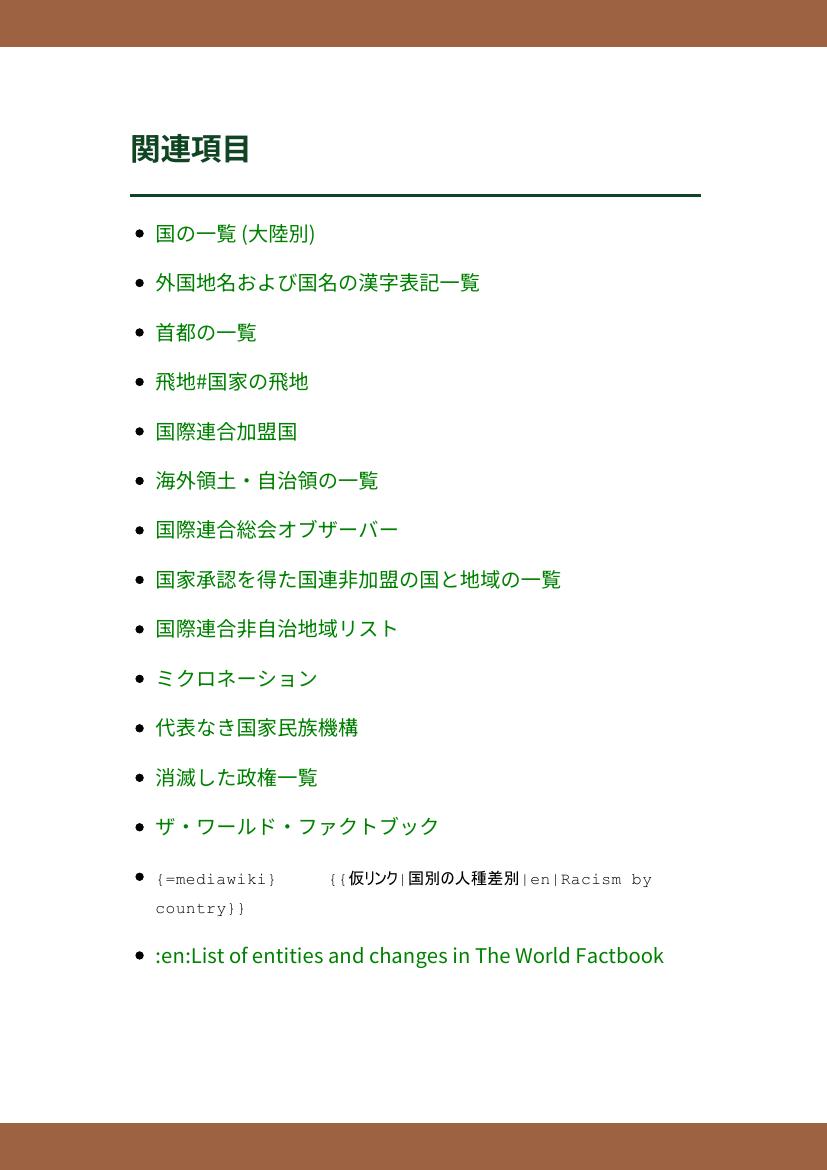 関連項目
国の一覧 (大陸別)
外国地名および国名の漢字表記一覧
首都の一覧
飛地#国家の飛地
国際連合加盟国
海外領土・自治領の一覧
国際連合総会オブザーバー
国家承認を得た国連非加盟の国と地域の一覧
国際連合非自治地域リスト
ミクロネーション
代表なき国家民族機構
消滅した政権一覧
ザ・ワールド・ファクトブック
{=mediawiki} {{仮リンク|国別の人種差別|en|Racism by
country}}
:en:List of entities and changes in The World Factbook